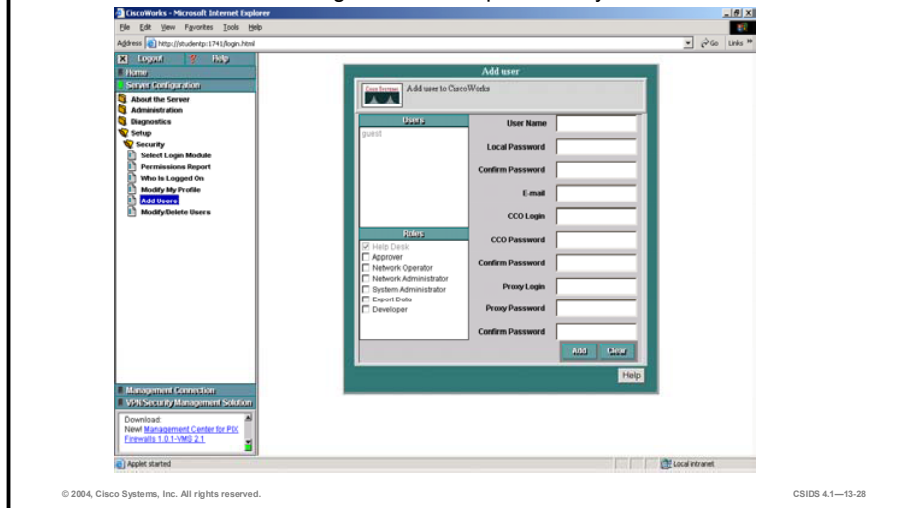 CiscoWorks - Microsoft Internet Explorer
File Edit View Favorites Tools Help
Address http://studentp:1741/login.html Go Links »
Logout ? Help
Home
Server Configuration
About the Server
Administration
Diagnostics
Setup
Security
Select Login Module
Permissions Report
Who Is Logged On
Modify My Profile
Add Users
Modify/Delete Users
Management Connection
VPN/Security Management Solution
Download:
New! Management Center for PIX
Firewalls 1.0.1-VMS 2.1
Add user
Cisco Systems
Add user to CiscoWorks
Users
guest
Roles
Help Desk
Approver
Network Operator
Network Administrator
System Administrator
Export Data
Developer
User Name
Local Password
Confirm Password
E-mail
CCO Login
CCO Password
Confirm Password
Proxy Login
Proxy Password
Confirm Password
Add Clear
Help
Applet started
Local intranet
© 2004, Cisco Systems, Inc. All rights reserved.
CSIDS 4.1—13-28